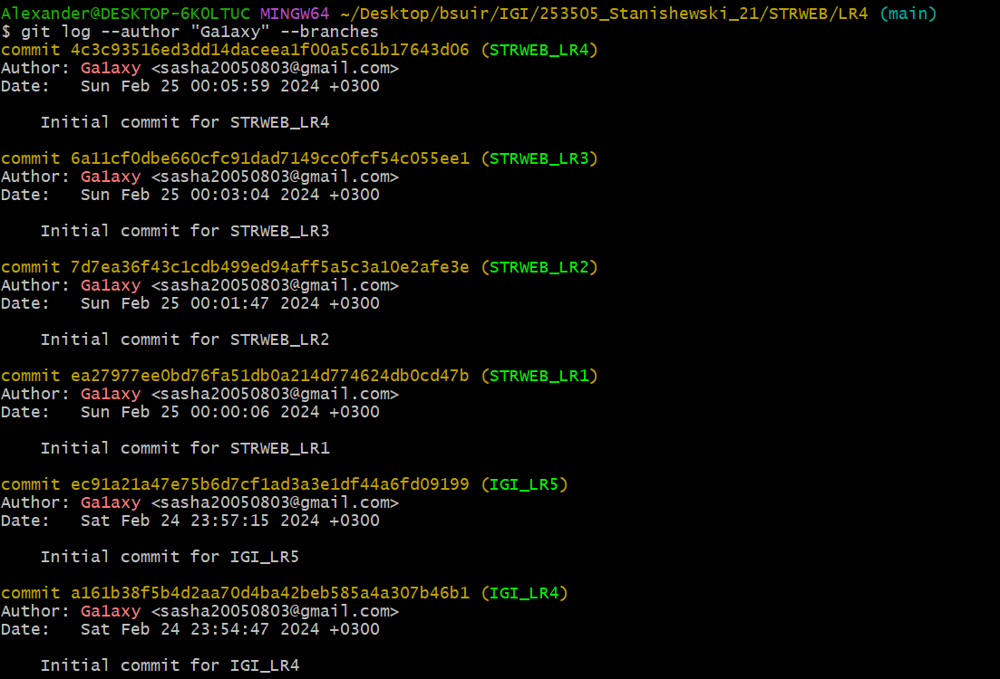 Alexander@DESKTOP-6KOLTUC MINGW64 ~/Desktop/bsuir/IGI/253505_Stanishewski_21/STRWEB/LR4 (main)
$ git log --author "Ga1axy" --branches
commit 4c3c93516ed3dd14daceea1f00a5c61b17643d06 (STRWEB_LR4)
Author: Ga1axy <sasha20050803@gmail.com>
Date:   Sun Feb 25 00:05:59 2024 +0300
    Initial commit for STRWEB_LR4
commit 6a11cf0dbe660cfc91dad7149cc0fcf54c055ee1 (STRWEB_LR3)
Author: Ga1axy <sasha20050803@gmail.com>
Date:   Sun Feb 25 00:03:04 2024 +0300
    Initial commit for STRWEB_LR3
commit 7d7ea36f43c1cdb499ed94aff5a5c3a10e2afe3e (STRWEB_LR2)
Author: Ga1axy <sasha20050803@gmail.com>
Date:   Sun Feb 25 00:01:47 2024 +0300
    Initial commit for STRWEB_LR2
commit ea27977ee0bd76fa51db0a214d774624db0cd47b (STRWEB_LR1)
Author: Ga1axy <sasha20050803@gmail.com>
Date:   Sun Feb 25 00:00:06 2024 +0300
    Initial commit for STRWEB_LR1
commit ec91a21a47e75b6d7cf1ad3a3e1df44a6fd09199 (IGI_LR5)
Author: Ga1axy <sasha20050803@gmail.com>
Date:   Sat Feb 24 23:57:15 2024 +0300
    Initial commit for IGI_LR5
commit a161b38f5b4d2aa70d4ba42beb585a4a307b46b1 (IGI_LR4)
Author: Ga1axy <sasha20050803@gmail.com>
Date:   Sat Feb 24 23:54:47 2024 +0300
    Initial commit for IGI_LR4